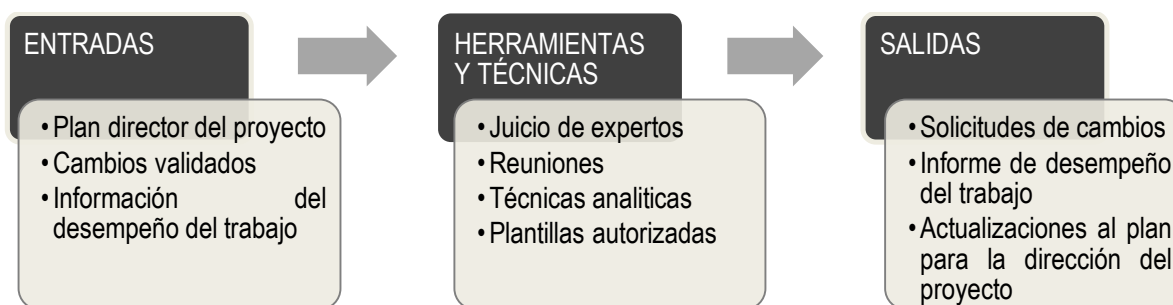 ENTRADAS
• Plan director del proyecto
• Cambios validados
• Información del
desempeño del trabajo
HERRAMIENTAS
Y TÉCNICAS
• Juicio de expertos
• Reuniones
• Técnicas analiticas
• Plantillas autorizadas
SALIDAS
• Solicitudes de cambios
• Informe de desempeño
del trabajo
• Actualizaciones al plan
para la dirección del
proyecto